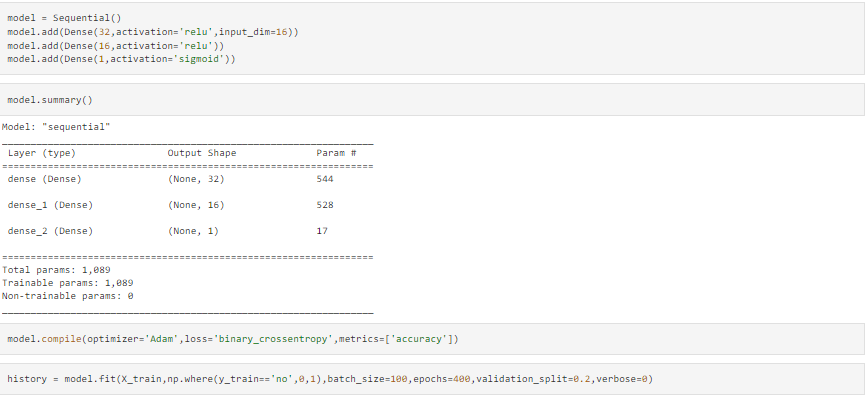 model = Sequential()
model.add(Dense(32,activation='relu',input_dim=16))
model.add(Dense(16,activation='relu'))
model.add(Dense(1,activation='sigmoid'))
model.summary()
Model: "sequential"
_________________________________________________________________
Layer (type) Output Shape Param #
=================================================================
dense (Dense) (None, 32) 544
dense_1 (Dense) (None, 16) 528
dense_2 (Dense) (None, 1) 17
=================================================================
Total params: 1,089
Trainable params: 1,089
Non-trainable params: 0
_________________________________________________________________
model.compile(optimizer='Adam',loss='binary_crossentropy',metrics=['accuracy'])
history = model.fit(X_train,np.where(y_train=='no',0,1),batch_size=100,epochs=400,validation_split=0.2,verbose=0)